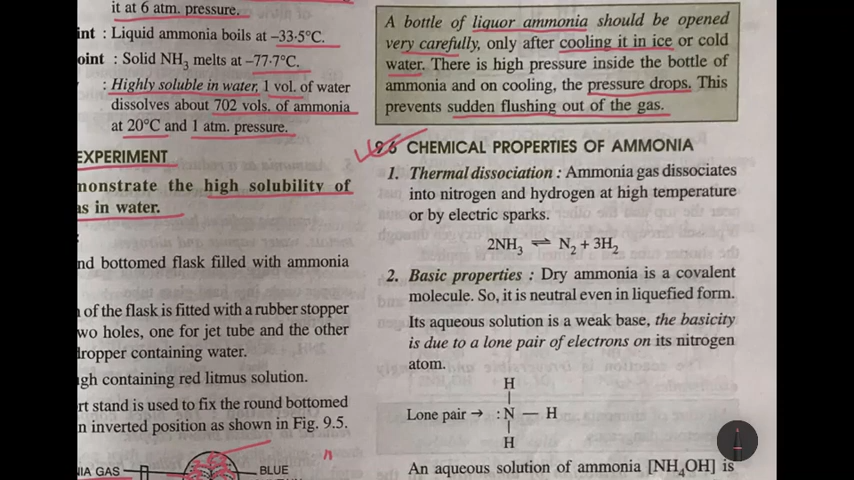 it at 6 atm. pressure.
int : Liquid ammonia boils at –33·5°C.
oint : Solid NH₃ melts at –77·7°C.
: Highly soluble in water, 1 vol. of water
dissolves about 702 vols. of ammonia
at 20°C and 1 atm. pressure.
EXPERIMENT
monstrate the high solubility of
as in water.
nd bottomed flask filled with ammonia
of the flask is fitted with a rubber stopper
wo holes, one for jet tube and the other
dropper containing water.
gh containing red litmus solution.
rt stand is used to fix the round bottomed
n inverted position as shown in Fig. 9.5.
IA GAS
BLUE
A bottle of liquor ammonia should be opened
very carefully, only after cooling it in ice or cold
water. There is high pressure inside the bottle of
ammonia and on cooling, the pressure drops. This
prevents sudden flushing out of the gas.
9.6 CHEMICAL PROPERTIES OF AMMONIA
1. Thermal dissociation : Ammonia gas dissociates
into nitrogen and hydrogen at high temperature
or by electric sparks.
2NH₃ ⇌ N₂ + 3H₂
2. Basic properties : Dry ammonia is a covalent
molecule. So, it is neutral even in liquefied form.
Its aqueous solution is a weak base, the basicity
is due to a lone pair of electrons on its nitrogen
atom.
H
Lone pair → : N — H
H
An aqueous solution of ammonia [NH₄OH] is